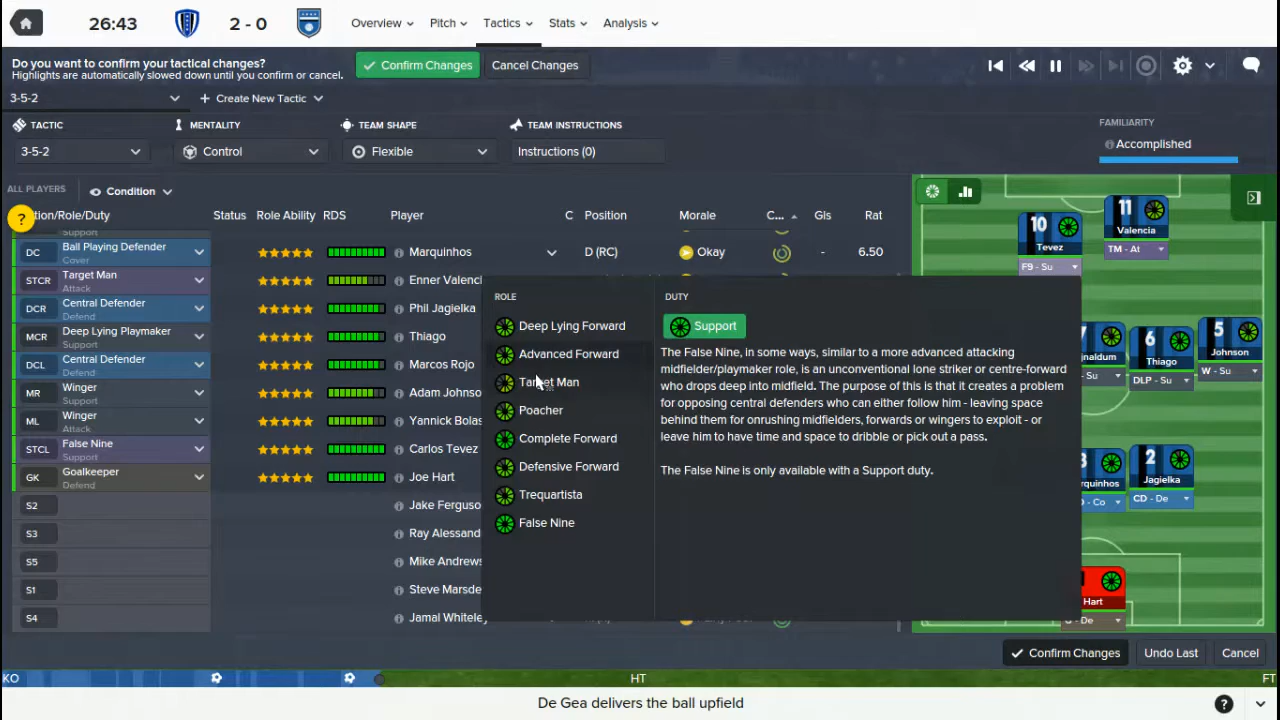 26:43
2 - 0
Overview
Pitch
Tactics
Stats
Analysis
Do you want to confirm your tactical changes?
Highlights are automatically slowed down until you confirm or cancel.
Confirm Changes
Cancel Changes
3-5-2
Create New Tactic
TACTIC
MENTALITY
TEAM SHAPE
TEAM INSTRUCTIONS
FAMILIARITY
3-5-2
Control
Flexible
Instructions (0)
Accomplished
ALL PLAYERS
Condition
?
tion/Role/Duty
Status
Role Ability
RDS
Player
C
Position
Morale
C...
Gls
Rat
Support
DC
Ball Playing Defender
Cover
Marquinhos
D (RC)
Okay
-
6.50
STCR
Target Man
Attack
Enner Valenc
DCR
Central Defender
Defend
Phil Jagielka
MCR
Deep Lying Playmaker
Support
Thiago
DCL
Central Defender
Defend
Marcos Rojo
MR
Winger
Support
Adam Johnso
ML
Winger
Attack
Yannick Bolas
STCL
False Nine
Support
Carlos Tevez
GK
Goalkeeper
Defend
Joe Hart
S2
Jake Ferguso
S3
Ray Alessand
S5
Mike Andrews
S1
Steve Marsde
S4
Jamal Whiteley
ROLE
Deep Lying Forward
Advanced Forward
Target Man
Poacher
Complete Forward
Defensive Forward
Trequartista
False Nine
DUTY
Support
The False Nine, in some ways, similar to a more advanced attacking
midfielder/playmaker role, is an unconventional lone striker or centre-forward
who drops deep into midfield. The purpose of this is that it creates a problem
for opposing central defenders who can either follow him - leaving space
behind them for onrushing midfielders, forwards or wingers to exploit - or
leave him to have time and space to dribble or pick out a pass.
The False Nine is only available with a Support duty.
10
Tevez
F9 - Su
11
Valencia
TM - At
7
jnaldum
- Su
6
Thiago
DLP - Su
5
Johnson
W - Su
3
rquinhos
- Co
2
Jagielka
CD - De
Hart
- De
Confirm Changes
Undo Last
Cancel
KO
HT
FT
De Gea delivers the ball upfield
?